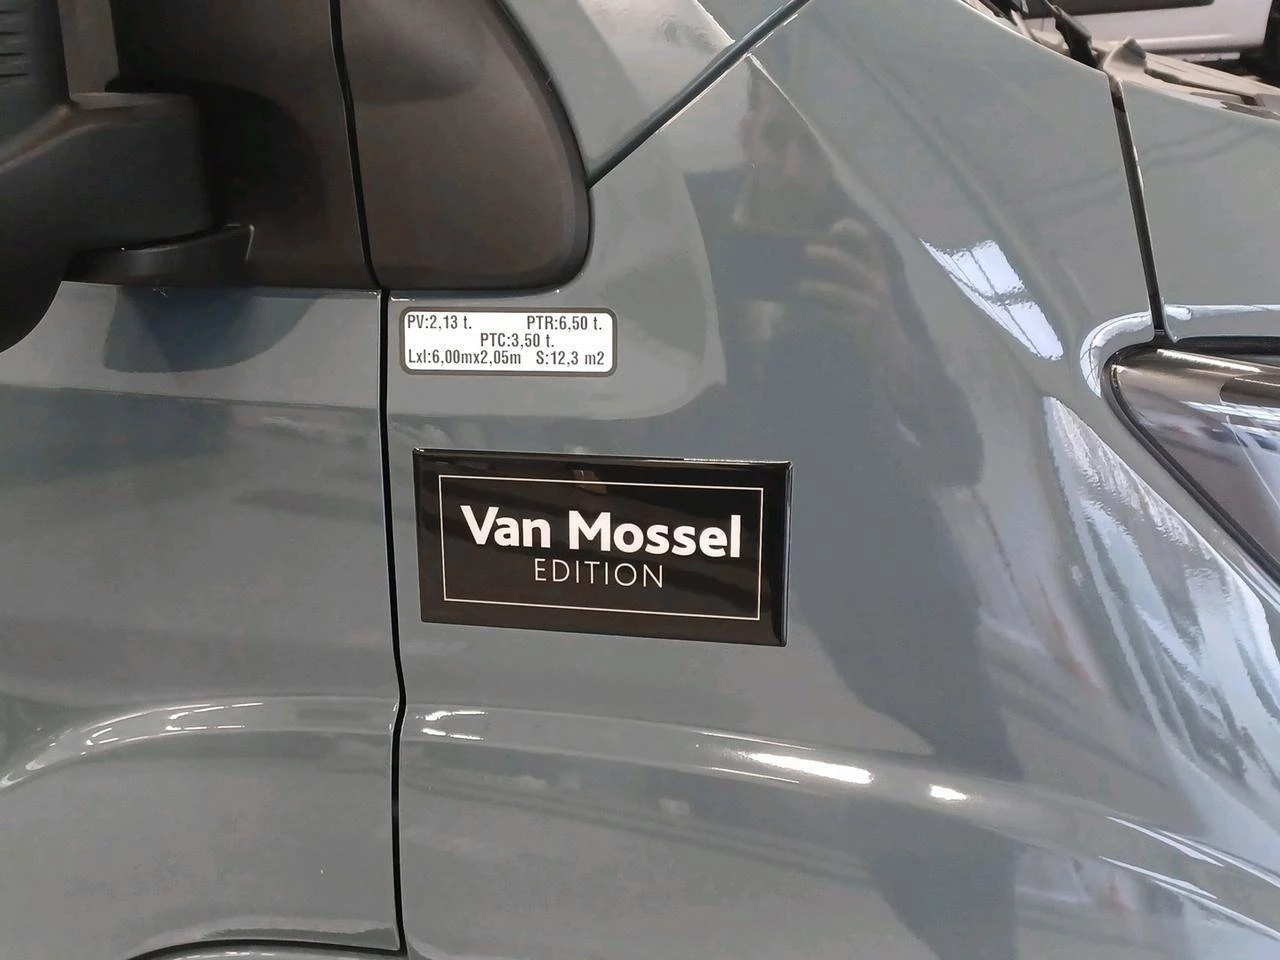 PV:2,13 t. PTR:6,50 t.
PTC:3,50 t.
Lxl:6,00mx2,05m S:12,3 m2
Van Mossel
EDITION